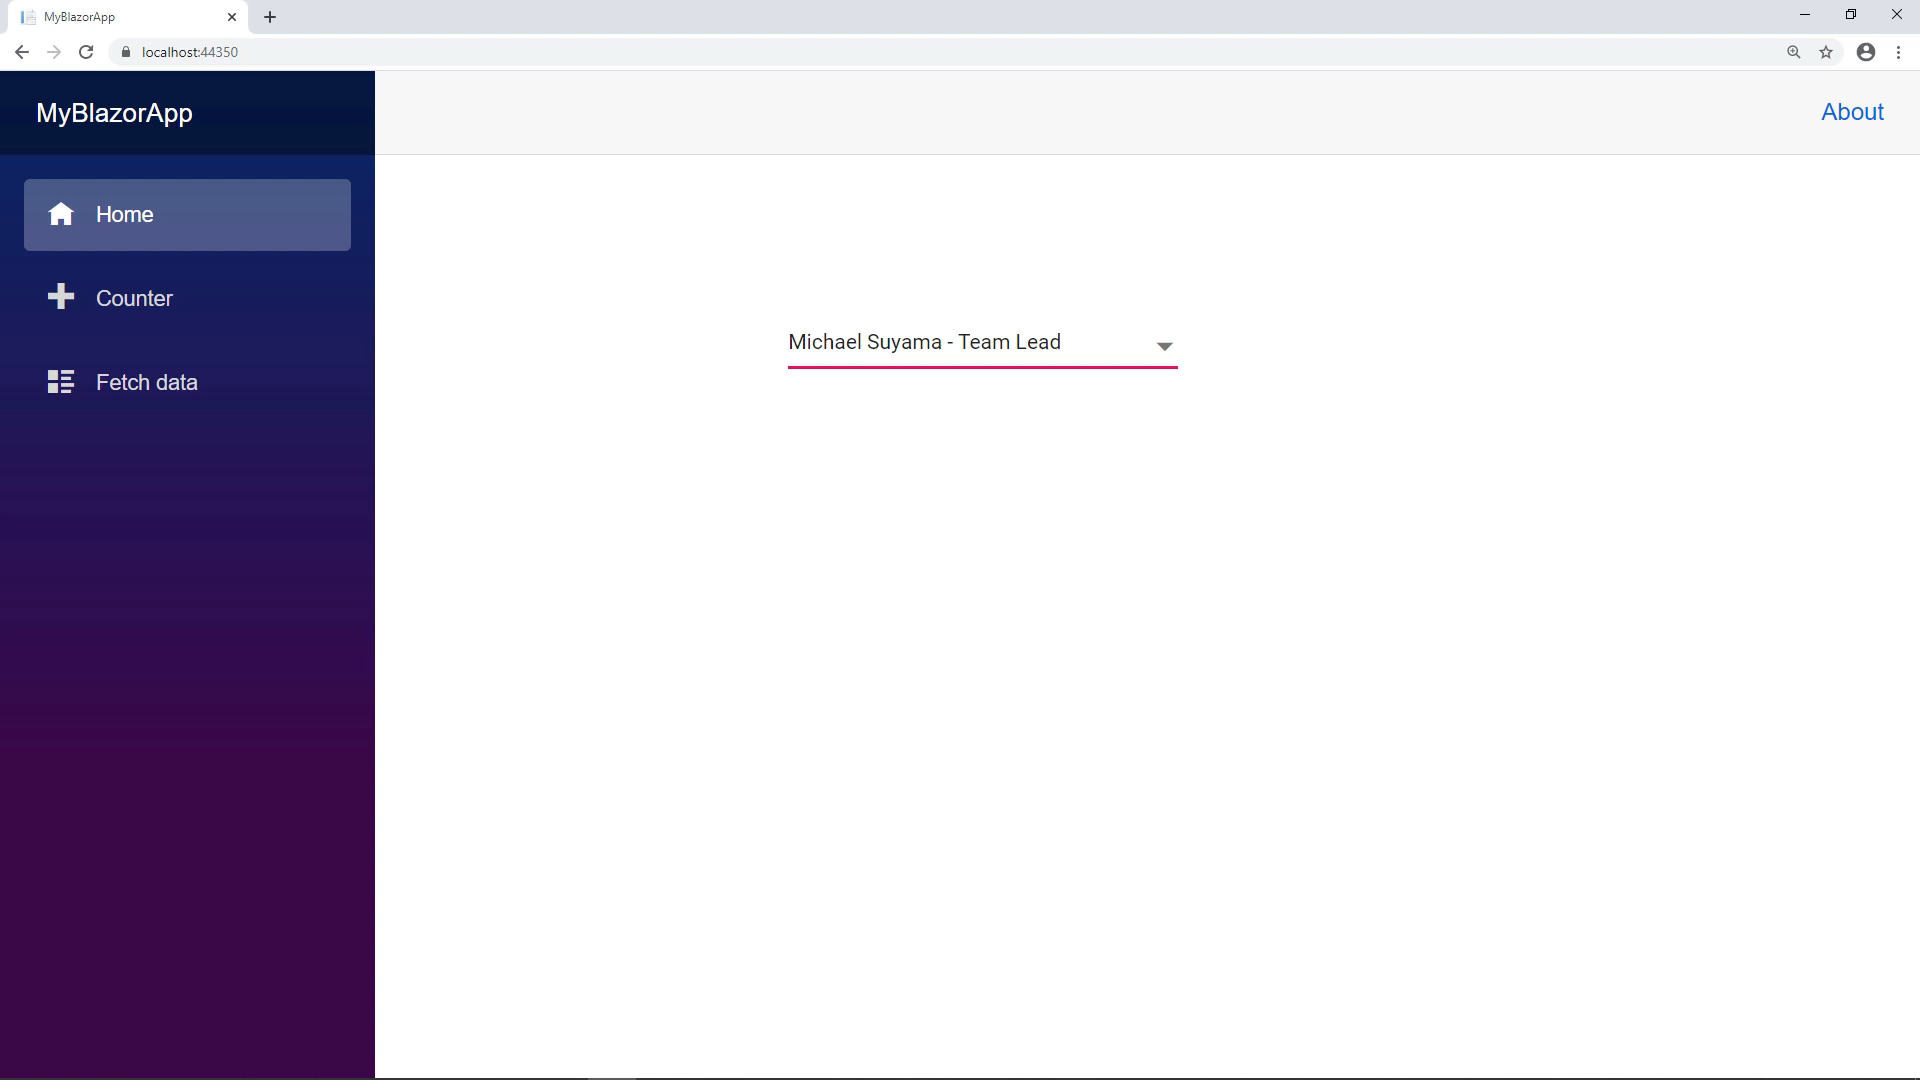 MyBlazorApp
localhost:44350
MyBlazorApp
About
Home
Counter
Fetch data
Michael Suyama - Team Lead